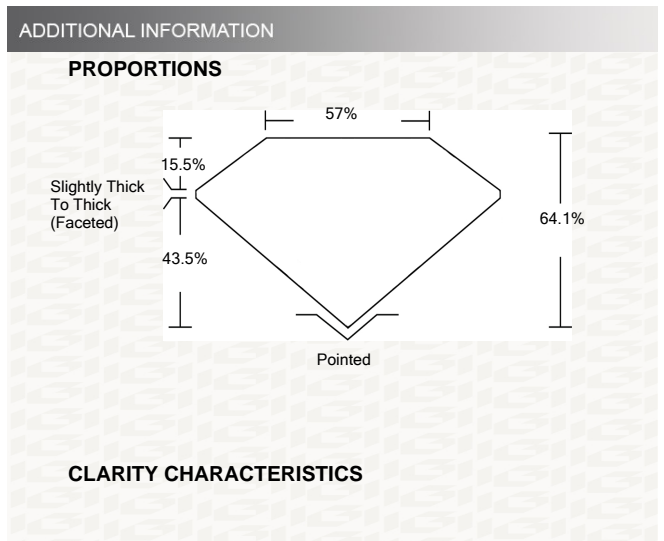 ADDITIONAL INFORMATION
PROPORTIONS
57%
15.5%
Slightly Thick
To Thick
(Faceted)
64.1%
43.5%
Pointed
CLARITY CHARACTERISTICS